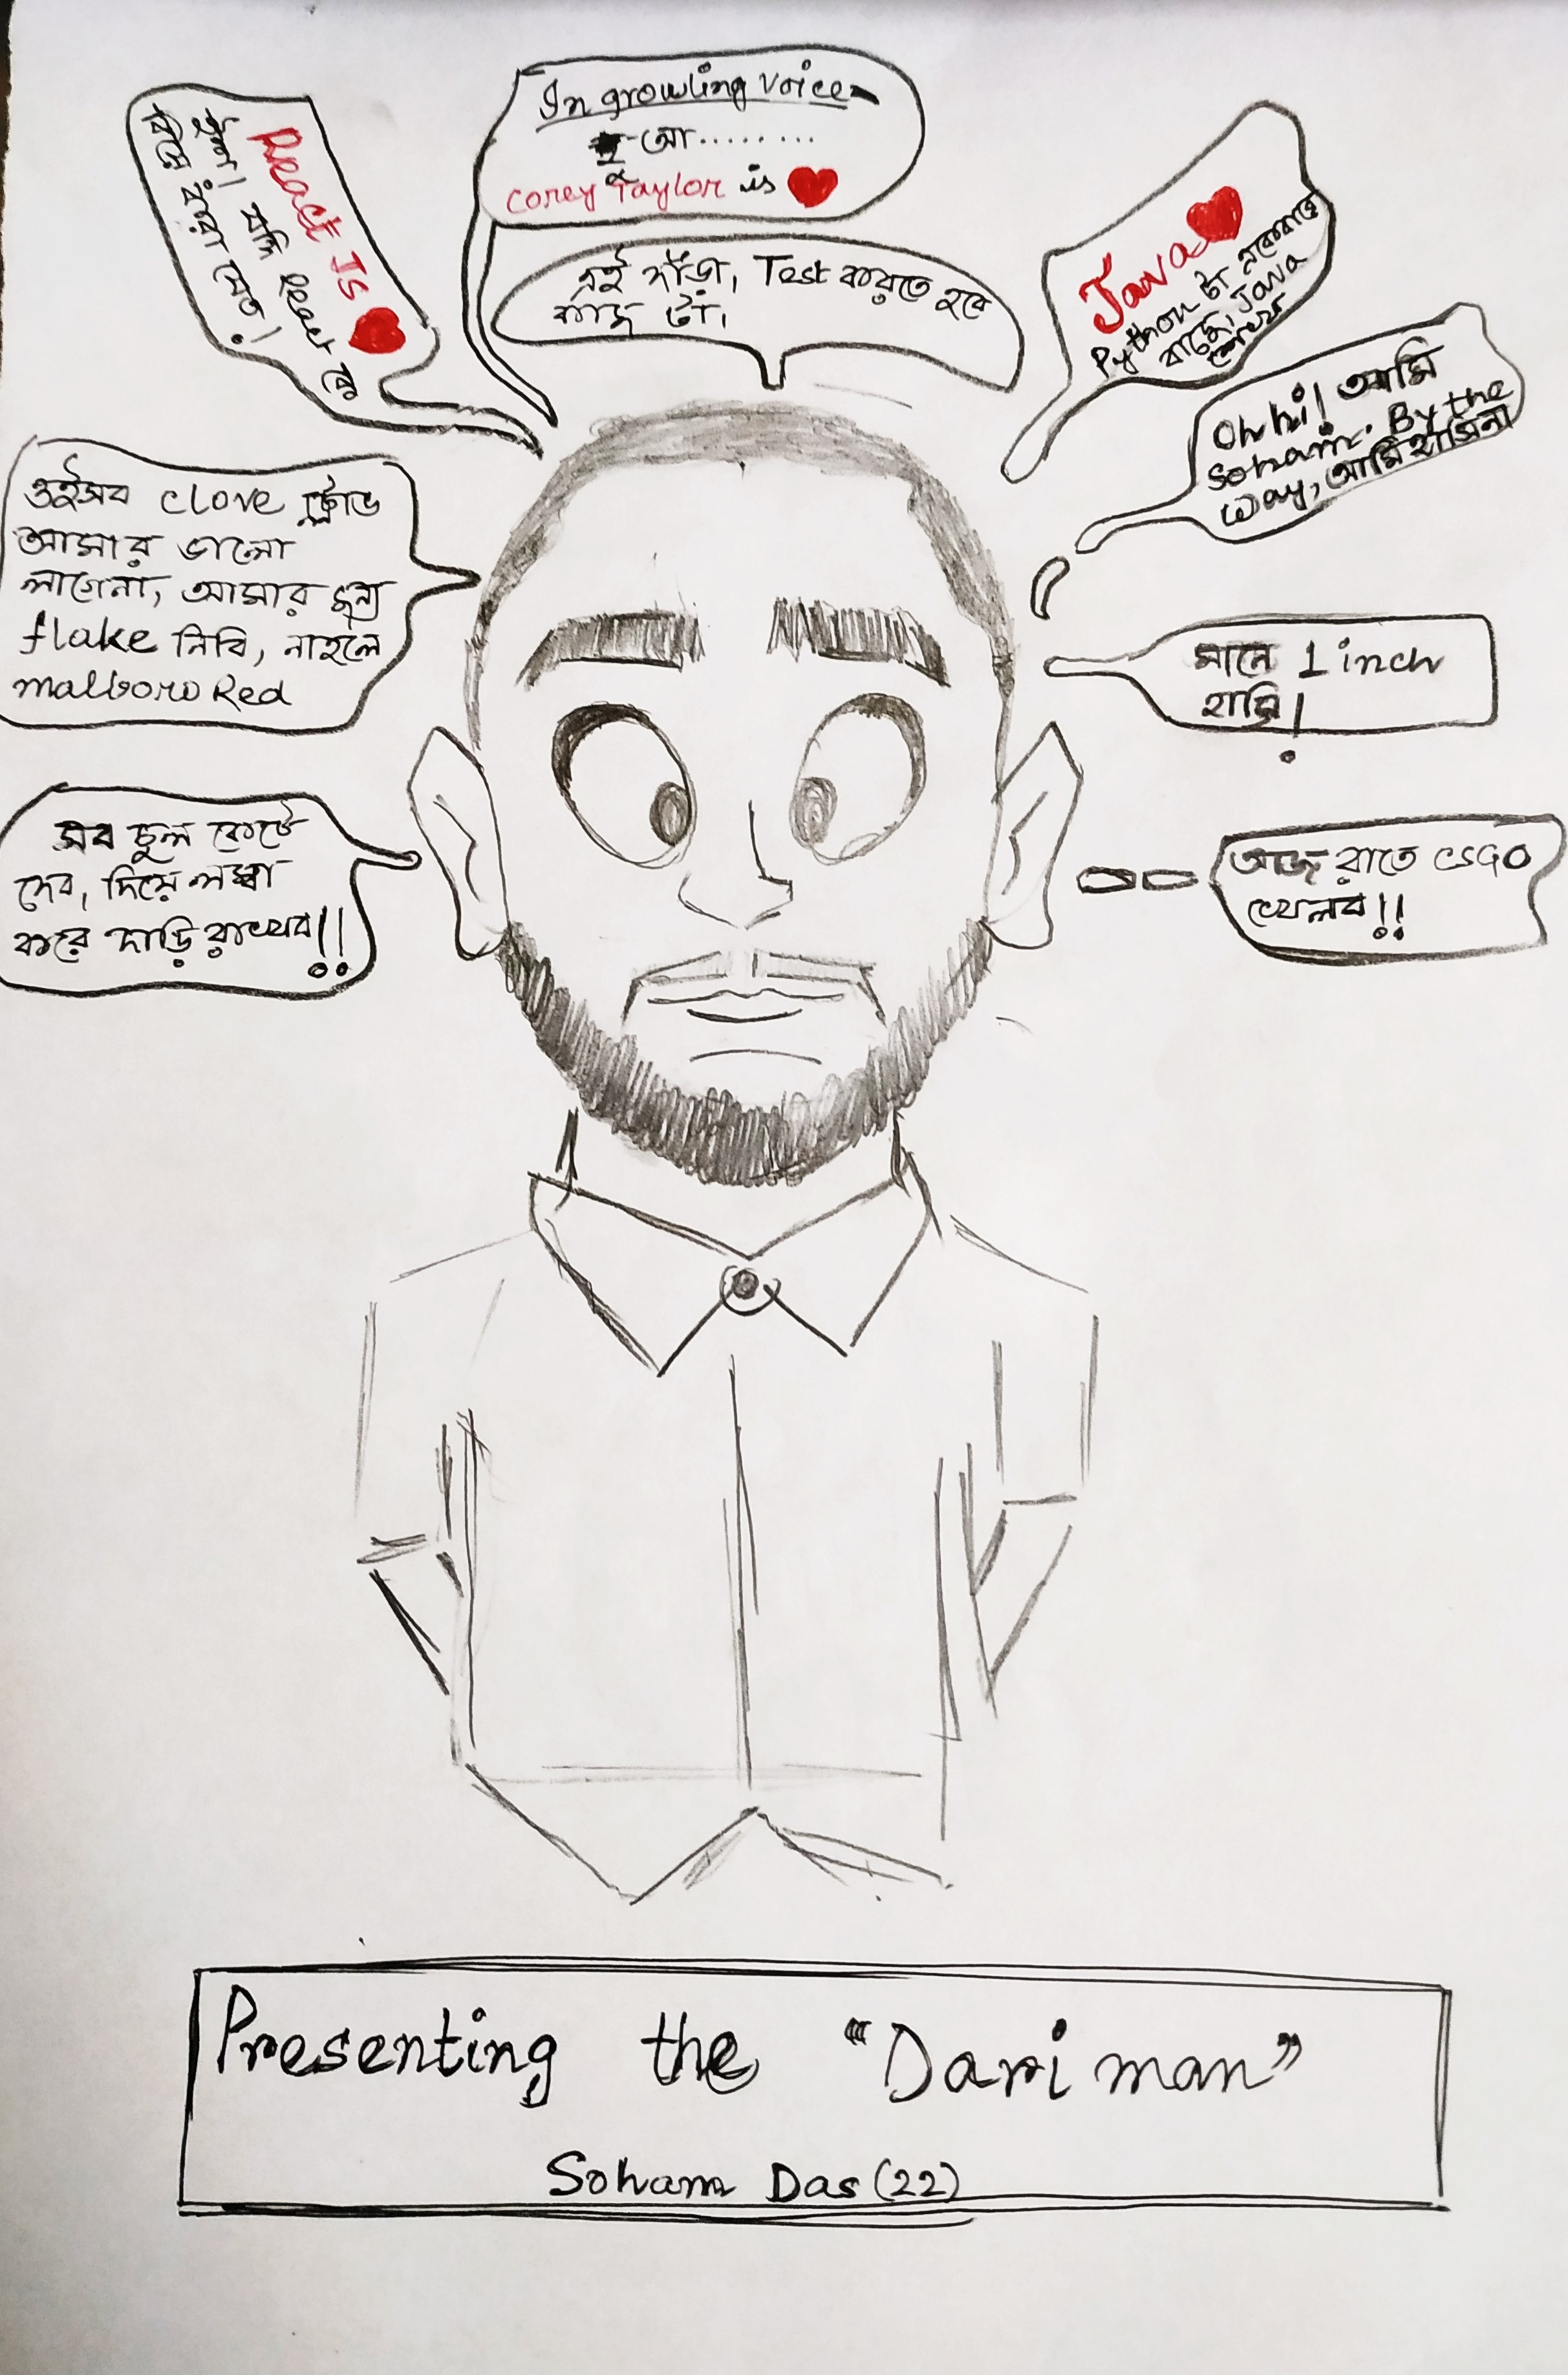 In growling voice
আ........
Corey Taylor is
এই দাঁড়া, Test করতে হবে
কাজ টা,
React Is
ধুর! যদি React কে
বিয়ে করা যেত!
Java
Python টা একেবারে
বাজে, Java
শেখ
Oh hi! আমি
Soham. By the
way, আমি হাসিনা
মানে 1 inch
হাসি!
আজ রাতে CSGO
খেলব!!
ওইসব clove টোভ
আমার ভালো
লাগেনা, আমার জন্য
flake নিবি, নাহলে
malboro Red
সব চুল কেটে
দেব, দিয়ে লম্বা
করে দাড়ি রাখব!!
Presenting the "Dari man"
Soham Das (22)